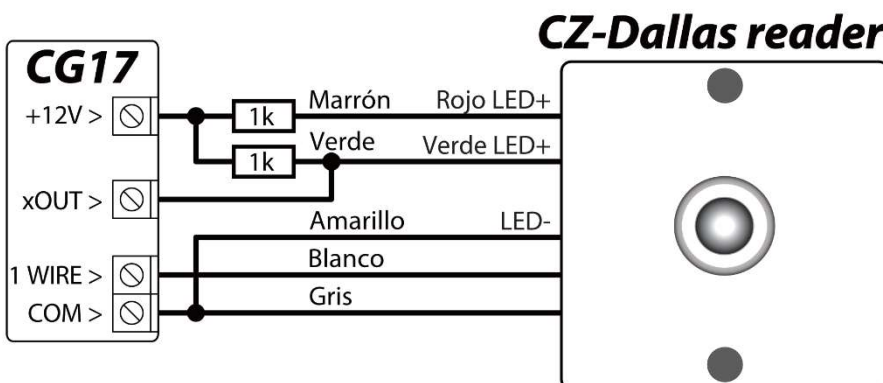 CZ-Dallas reader
CG17
+12V >
1k
Marrón
Rojo LED+
1k
Verde
Verde LED+
xOUT >
Amarillo
LED-
1 WIRE >
Blanco
COM >
Gris